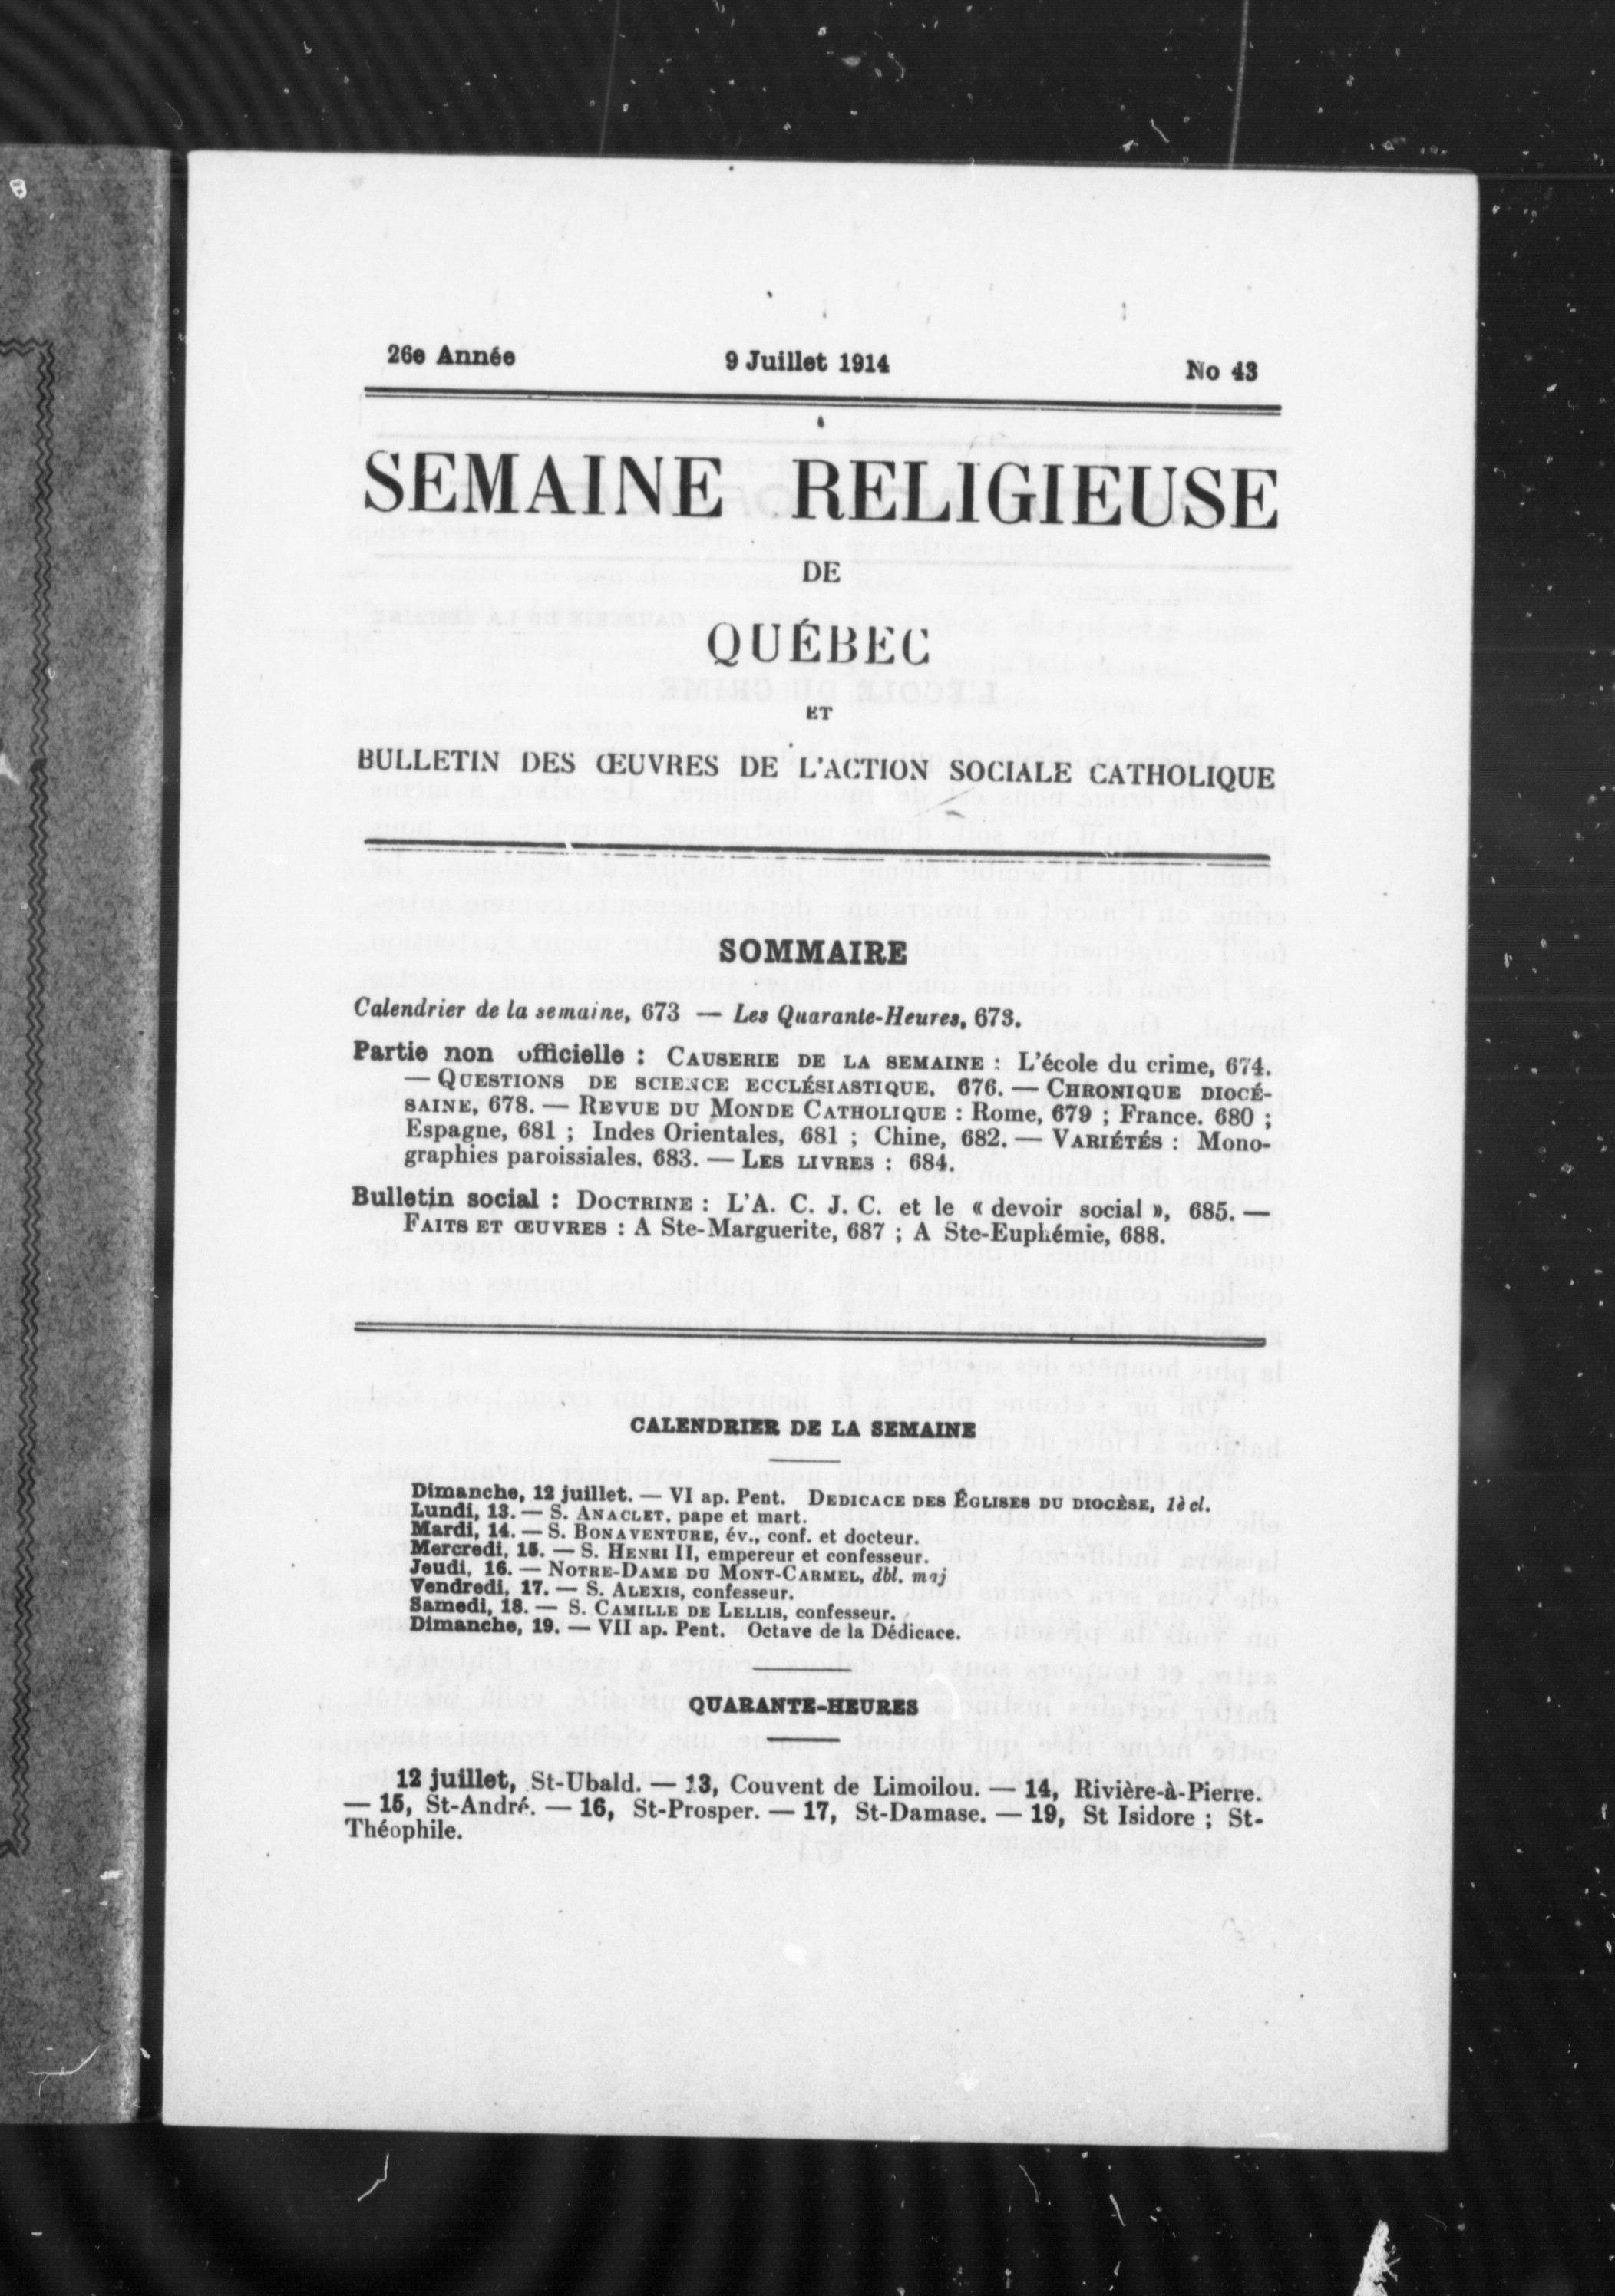 26e Année 9 Juillet 1914 No 43
SEMAINE RELIGIEUSE
DE
QUÉBEC
ET
BULLETIN DES ŒUVRES DE L'ACTION SOCIALE CATHOLIQUE
SOMMAIRE
Calendrier de la semaine, 673 — Les Quarante-Heures, 673.
Partie non officielle : CAUSERIE DE LA SEMAINE : L'école du crime, 674.
— QUESTIONS DE SCIENCE ECCLÉSIASTIQUE, 676. — CHRONIQUE DIOCÉ-
SAINE, 678. — REVUE DU MONDE CATHOLIQUE : Rome, 679 ; France. 680 ;
Espagne, 681 ; Indes Orientales, 681 ; Chine, 682. — VARIÉTÉS : Mono-
graphies paroissiales. 683. — LES LIVRES : 684.
Bulletin social : DOCTRINE : L'A. C. J. C. et le « devoir social », 685. —
FAITS ET ŒUVRES : A Ste-Marguerite, 687 ; A Ste-Euphémie, 688.
CALENDRIER DE LA SEMAINE
Dimanche, 12 juillet. — VI ap. Pent. DEDICACE DES ÉGLISES DU DIOCÈSE, 1è cl.
Lundi, 13. — S. ANACLET, pape et mart.
Mardi, 14. — S. BONAVENTURE, év., conf. et docteur.
Mercredi, 15. — S. HENRI II, empereur et confesseur.
Jeudi, 16. — NOTRE-DAME DU MONT-CARMEL, dbl. maj
Vendredi, 17. — S. ALEXIS, confesseur.
Samedi, 18. — S. CAMILLE DE LELLIS, confesseur.
Dimanche, 19. — VII ap. Pent. Octave de la Dédicace.
QUARANTE-HEURES
12 juillet, St-Ubald. — 13, Couvent de Limoilou. — 14, Rivière-à-Pierre.
— 15, St-André. — 16, St-Prosper. — 17, St-Damase. — 19, St Isidore ; St-
Théophile.